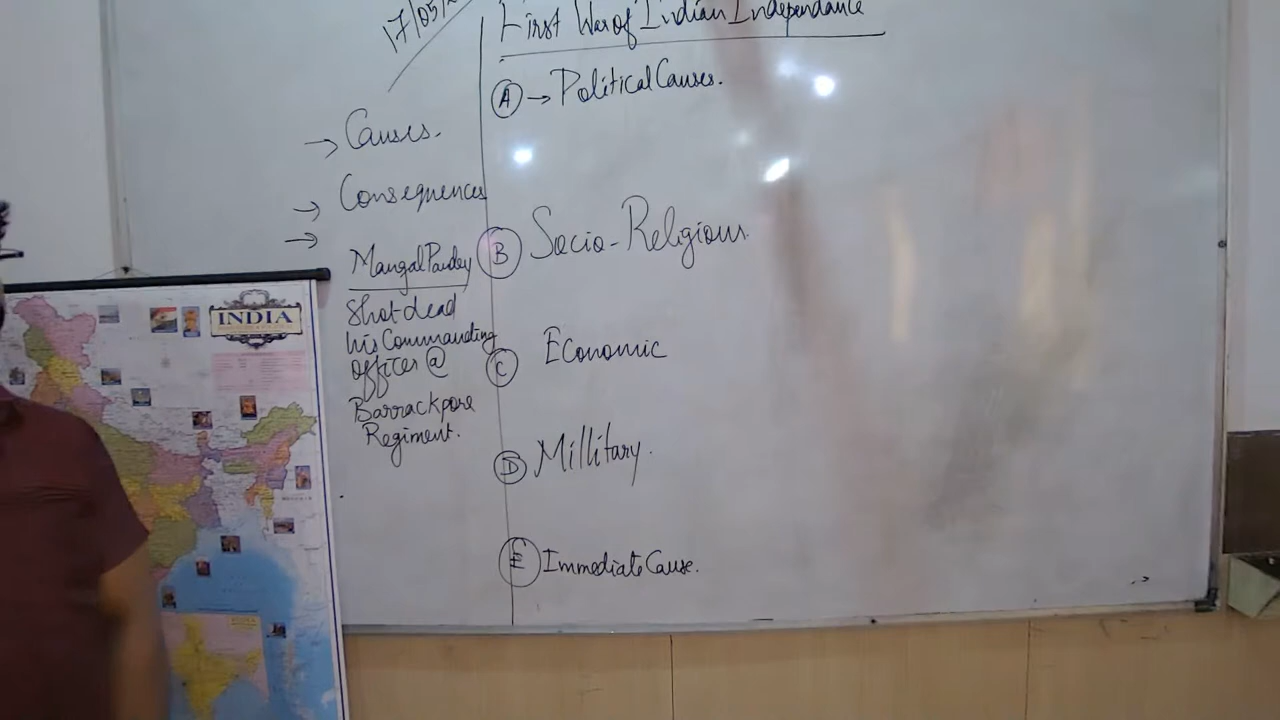 17/05/2
First War of Indian Independance
A → Political Causes.
→ Causes.
→ Consequences
→
Mangal Pandey
Shot dead
his Commanding
officer @
Barrackpore
Regiment.
B Socio-Religious.
C Economic
D Millitary.
E Immediate Cause.
INDIA